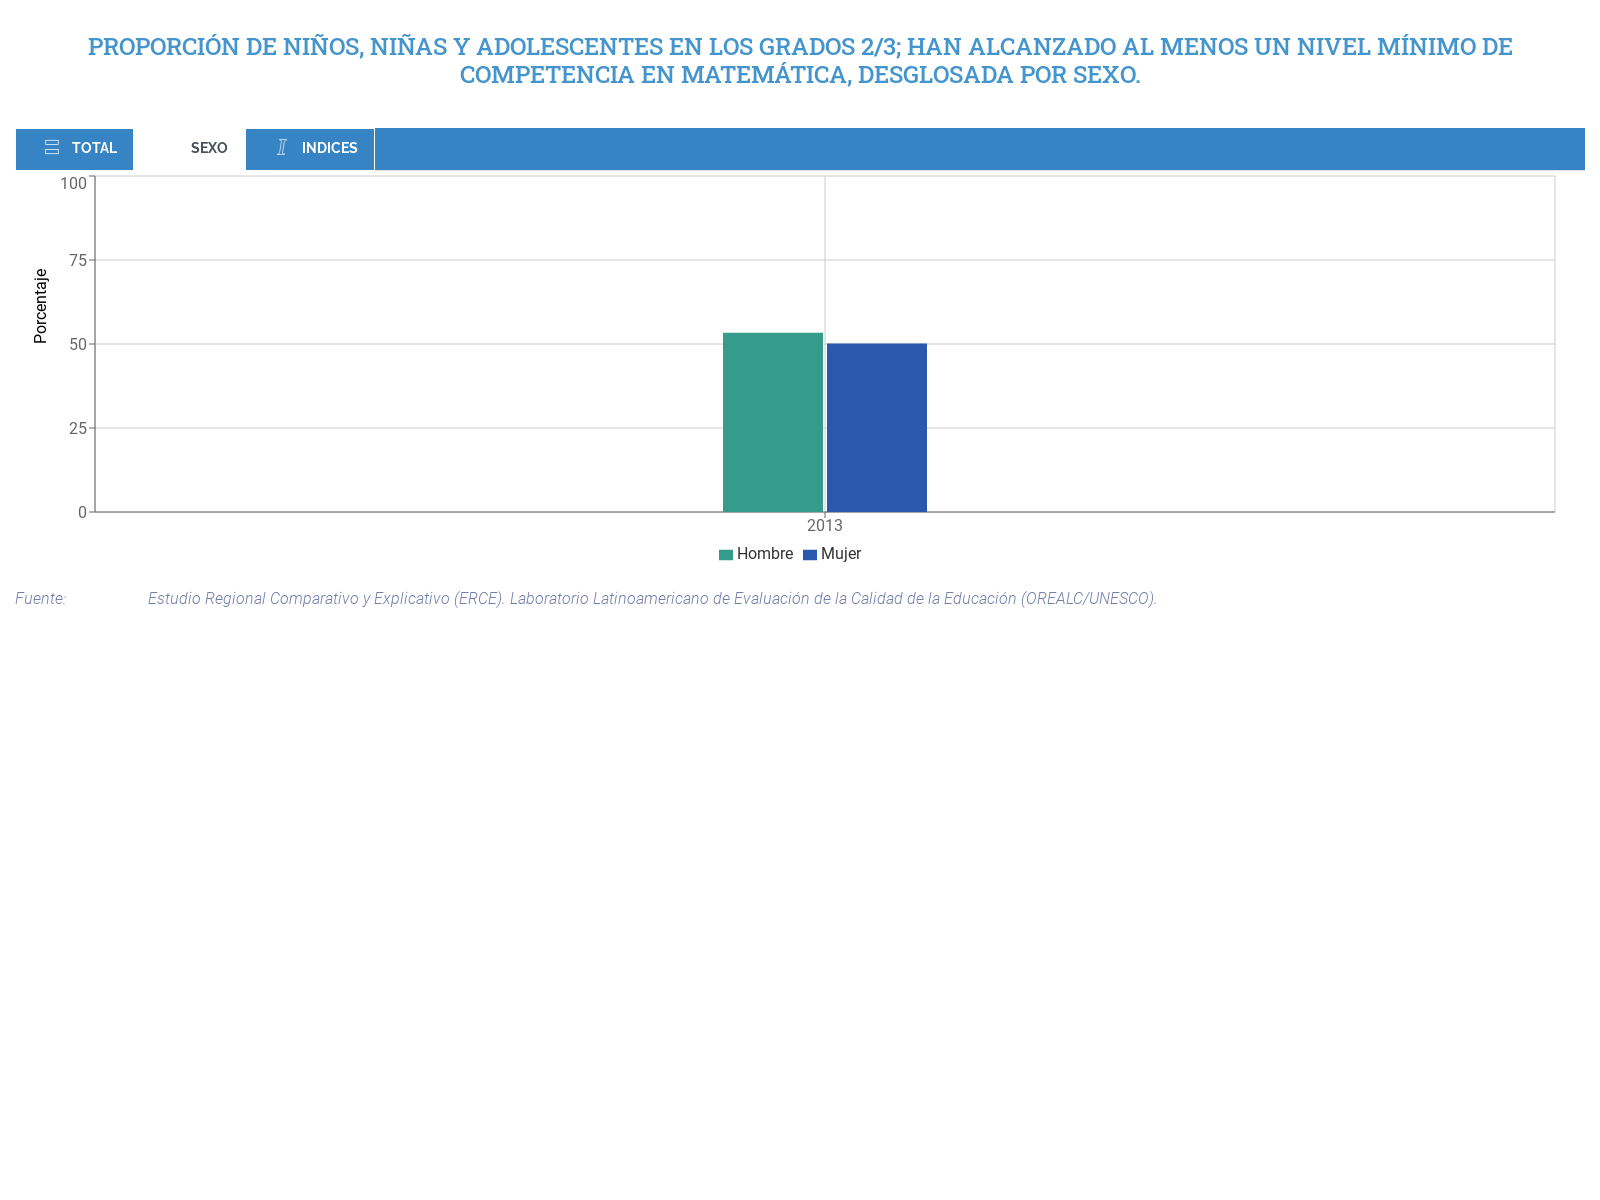 PROPORCIÓN DE NIÑOS, NIÑAS Y ADOLESCENTES EN LOS GRADOS 2/3; HAN ALCANZADO AL MENOS UN NIVEL MÍNIMO DE
COMPETENCIA EN MATEMÁTICA, DESGLOSADA POR SEXO.
TOTAL SEXO INDICES
100
75
50
25
0
Porcentaje
2013
Hombre Mujer
Fuente: Estudio Regional Comparativo y Explicativo (ERCE). Laboratorio Latinoamericano de Evaluación de la Calidad de la Educación (OREALC/UNESCO).